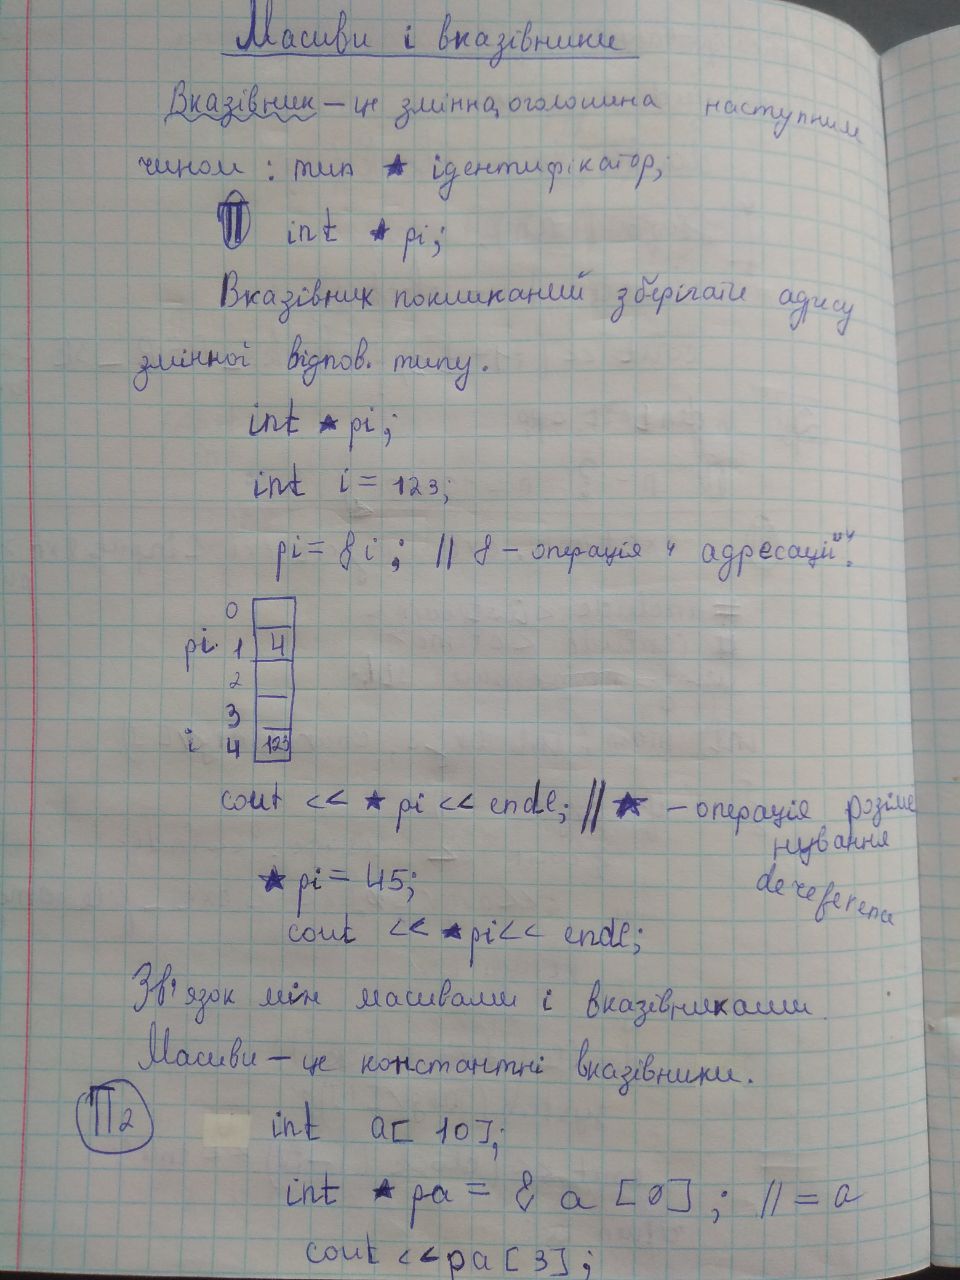 Масиви і вказівники
Вказівник – це змінна, оголошена наступним
чином : тип * ідентифікатор;
П int * pi;
Вказівник покликаний зберігати адресу
змінної відпов. типу.
int * pi;
int i = 123;
pi = & i ; // & – операція "адресації".
0
pi 1 4
2
3
i 4 123
cout << * pi << endl; // * – операція розіме
нування
* pi = 45;
cout << * pi << endl;
Зв'язок між масивами і вказівниками.
Масиви – це константні вказівники.
П2 int a[10];
int * pa = & a [0] ; // = a
cout << pa [3] ;